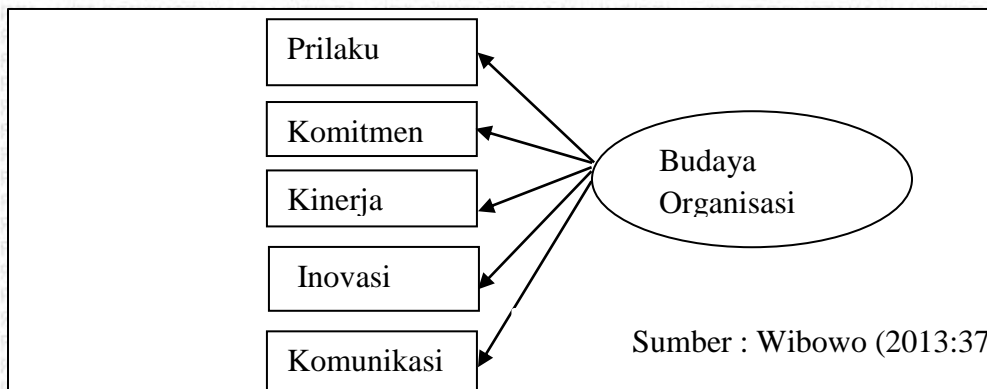 Prilaku
Komitmen
Kinerja
Inovasi
Komunikasi
Budaya
Organisasi
Sumber : Wibowo (2013:37